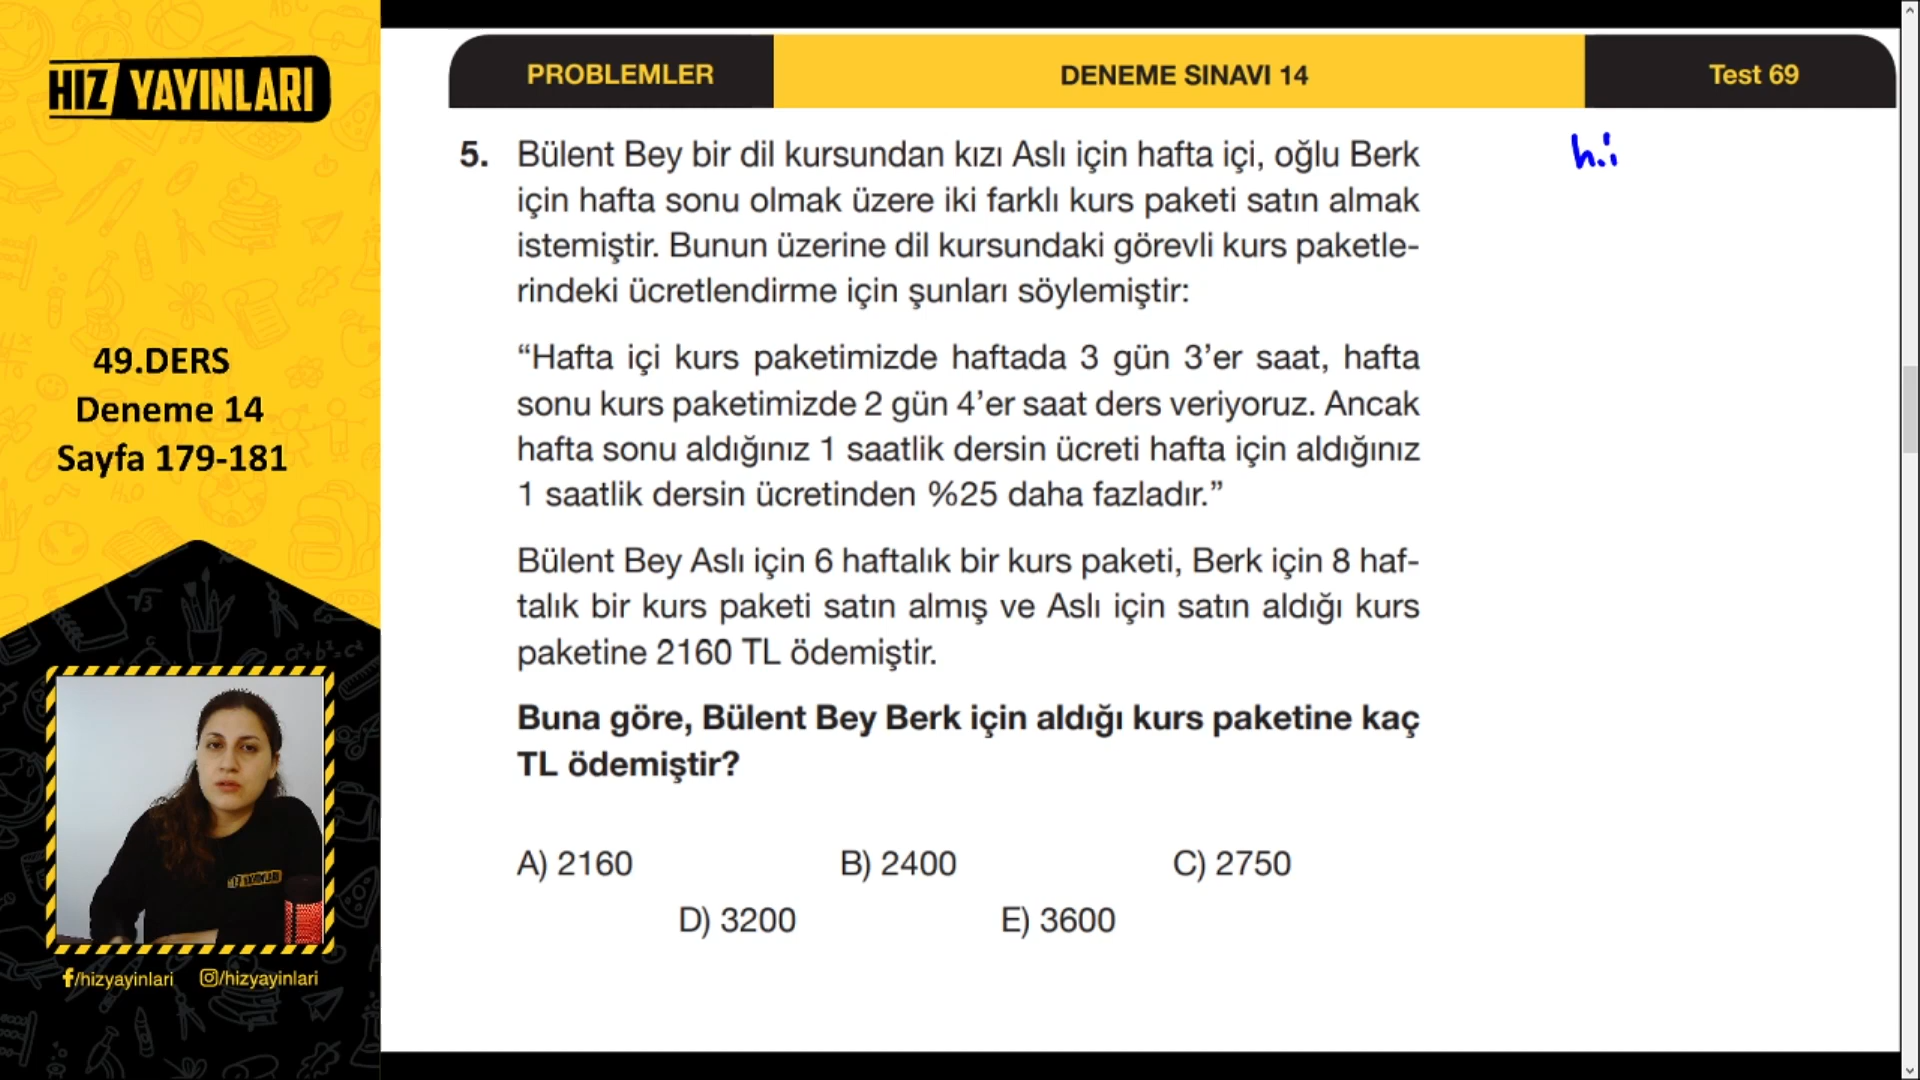 HIZ YAYINLARI
49.DERS
Deneme 14
Sayfa 179-181
/hizyayinlari /hizyayinlari
PROBLEMLER DENEME SINAVI 14 Test 69
5. Bülent Bey bir dil kursundan kızı Aslı için hafta içi, oğlu Berk
için hafta sonu olmak üzere iki farklı kurs paketi satın almak
istemiştir. Bunun üzerine dil kursundaki görevli kurs paketle-
rindeki ücretlendirme için şunları söylemiştir:
“Hafta içi kurs paketimizde haftada 3 gün 3’er saat, hafta
sonu kurs paketimizde 2 gün 4’er saat ders veriyoruz. Ancak
hafta sonu aldığınız 1 saatlik dersin ücreti hafta için aldığınız
1 saatlik dersin ücretinden %25 daha fazladır.”
Bülent Bey Aslı için 6 haftalık bir kurs paketi, Berk için 8 haf-
talık bir kurs paketi satın almış ve Aslı için satın aldığı kurs
paketine 2160 TL ödemiştir.
Buna göre, Bülent Bey Berk için aldığı kurs paketine kaç
TL ödemiştir?
A) 2160 B) 2400 C) 2750
D) 3200 E) 3600
h.i